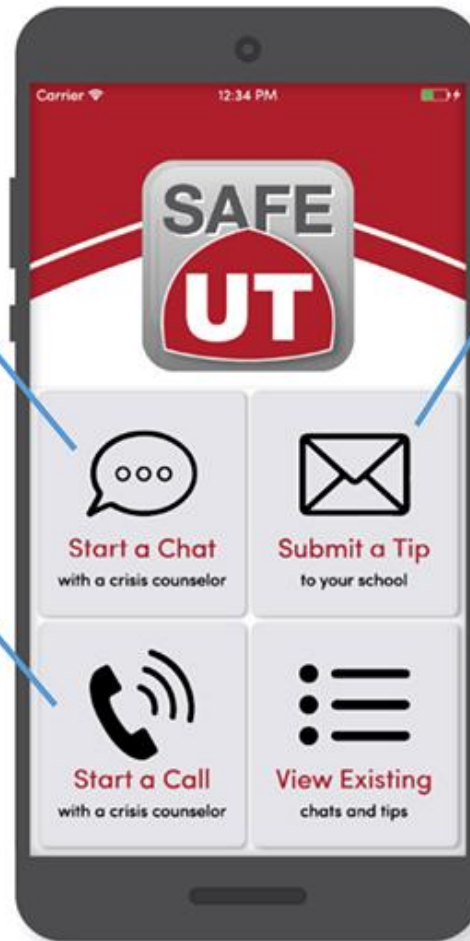 Carrier 12:34 PM
SAFE
UT
Start a Chat
with a crisis counselor
Submit a Tip
to your school
Start a Call
with a crisis counselor
View Existing
chats and tips